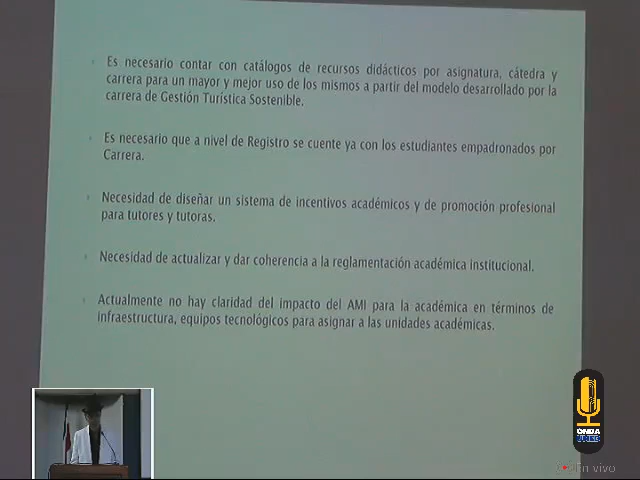 Es necesario contar con catálogos de recursos didácticos por asignatura, cátedra y
carrera para un mayor y mejor uso de los mismos a partir del modelo desarrollado por la
carrera de Gestión Turística Sostenible.
Es necesario que a nivel de Registro se cuente ya con los estudiantes empadronados por
Carrera.
Necesidad de diseñar un sistema de incentivos académicos y de promoción profesional
para tutores y tutoras.
Necesidad de actualizar y dar coherencia a la reglamentación académica institucional.
Actualmente no hay claridad del impacto del AMI para la académica en términos de
infraestructura, equipos tecnológicos para asignar a las unidades académicas.
ONDA
UNED
En vivo